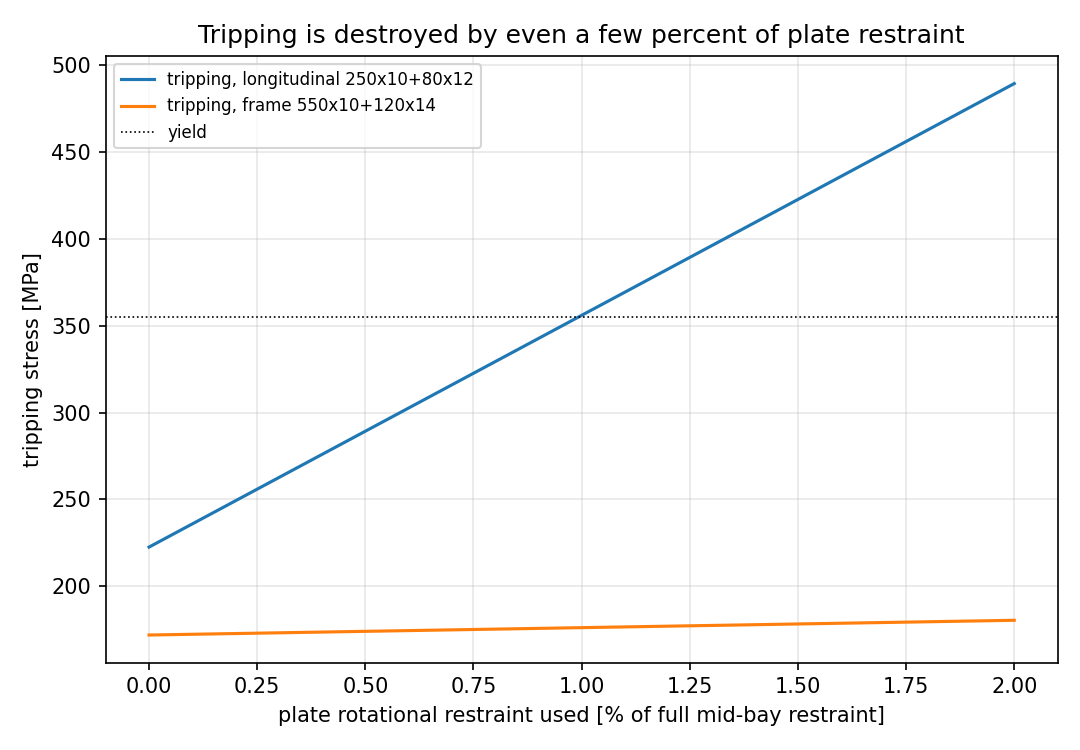 Tripping is destroyed by even a few percent of plate restraint
tripping, longitudinal 250x10+80x12
tripping, frame 550x10+120x14
yield
tripping stress [MPa]
500
450
400
350
300
250
200
0.00 0.25 0.50 0.75 1.00 1.25 1.50 1.75 2.00
plate rotational restraint used [% of full mid-bay restraint]